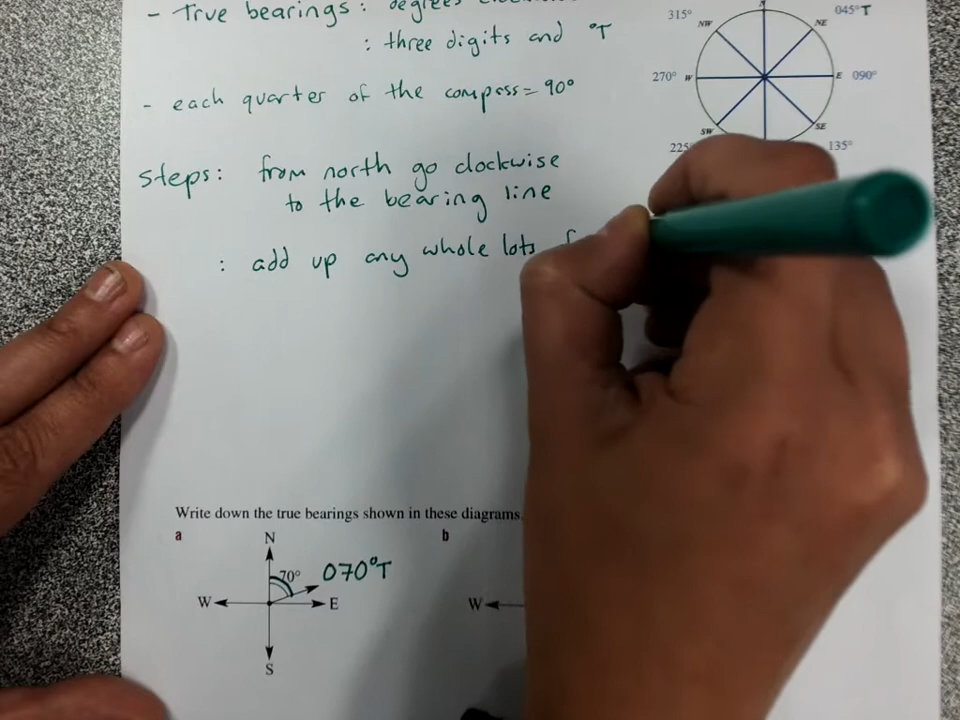 - True bearings: degrees
: three digits and °T
- each quarter of the compass = 90°
steps: from north go clockwise
to the bearing line
: add up any whole lots
N
NE
045°T
E 090°
SE
135°
SW
225°
270° W
NW
315°
Write down the true bearings shown in these diagrams.
a
N
70°
070°T
W
E
S
b
W